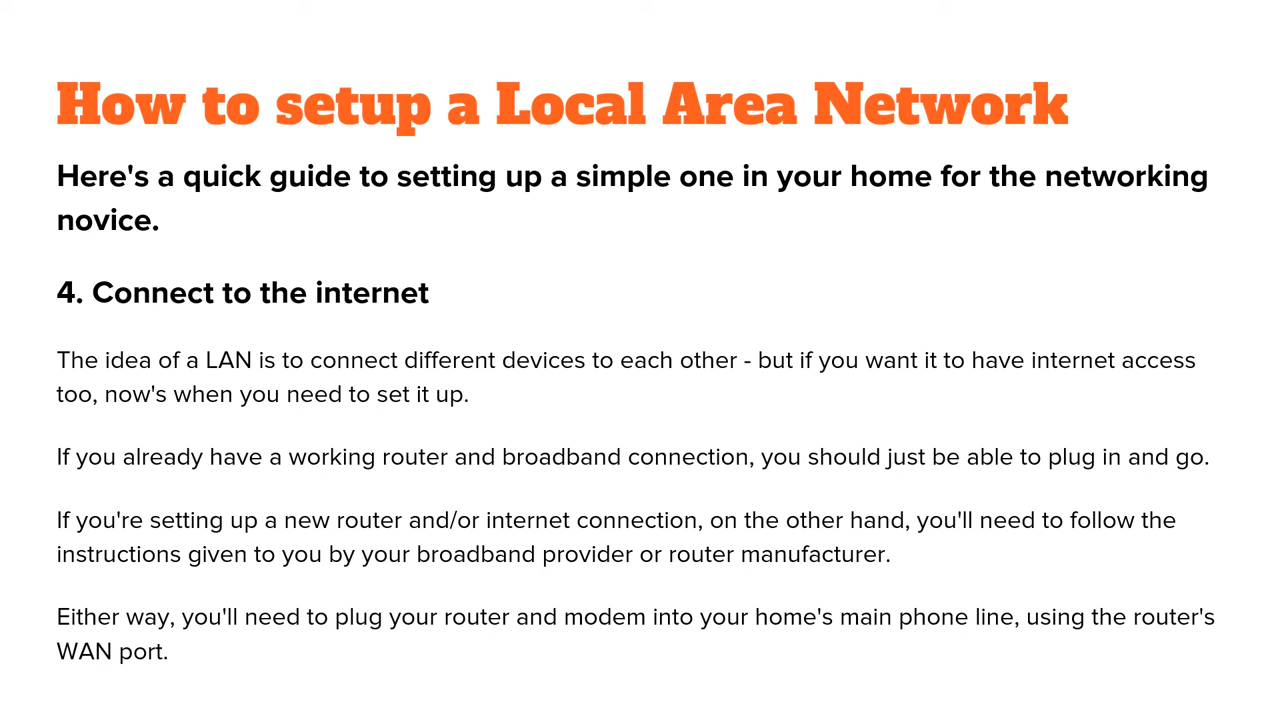 How to setup a Local Area Network
Here's a quick guide to setting up a simple one in your home for the networking
novice.
4. Connect to the internet
The idea of a LAN is to connect different devices to each other - but if you want it to have internet access
too, now's when you need to set it up.
If you already have a working router and broadband connection, you should just be able to plug in and go.
If you're setting up a new router and/or internet connection, on the other hand, you'll need to follow the
instructions given to you by your broadband provider or router manufacturer.
Either way, you'll need to plug your router and modem into your home's main phone line, using the router's
WAN port.